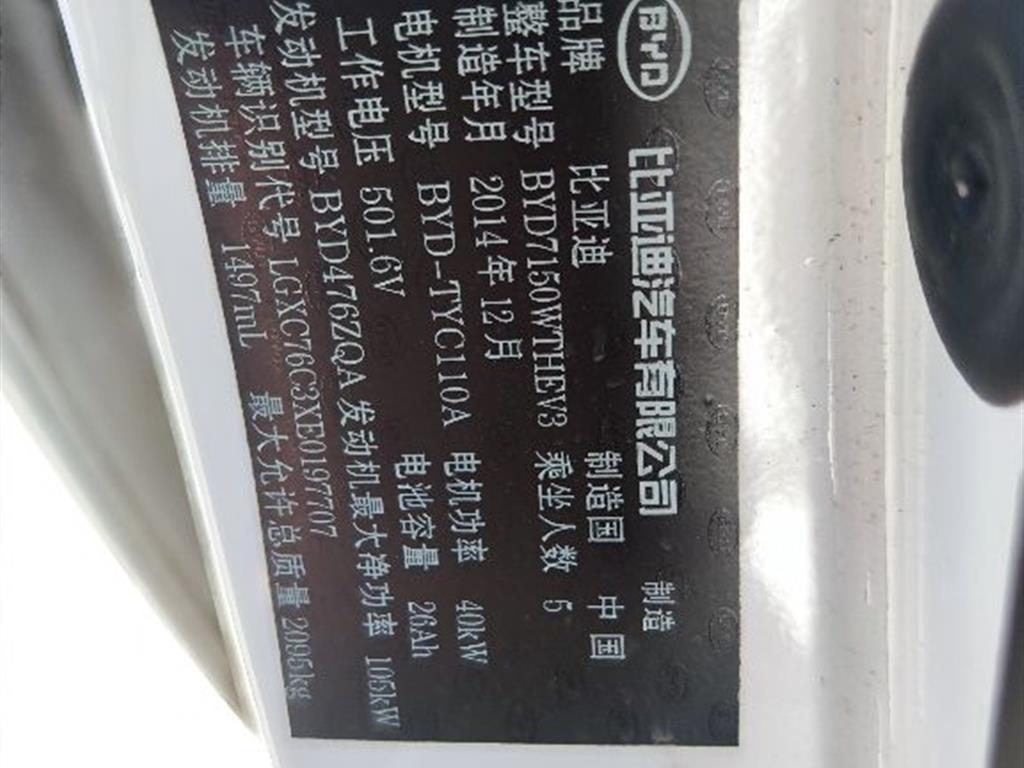 BYD 比亚迪汽车有限公司 制造
品牌 比亚迪 制造国 中国
整车型号 BYD7150WTHEV3 乘坐人数 5
制造年月 2014年12月 电机功率 40kW
电机型号 BYD-TYC110A 电池容量 26Ah
工作电压 501.6V
发动机型号 BYD476ZQA 发动机最大净功率 105kW
车辆识别代号 LGXC76C3XE0197707
发动机排量 1497mL 最大允许总质量 2095kg